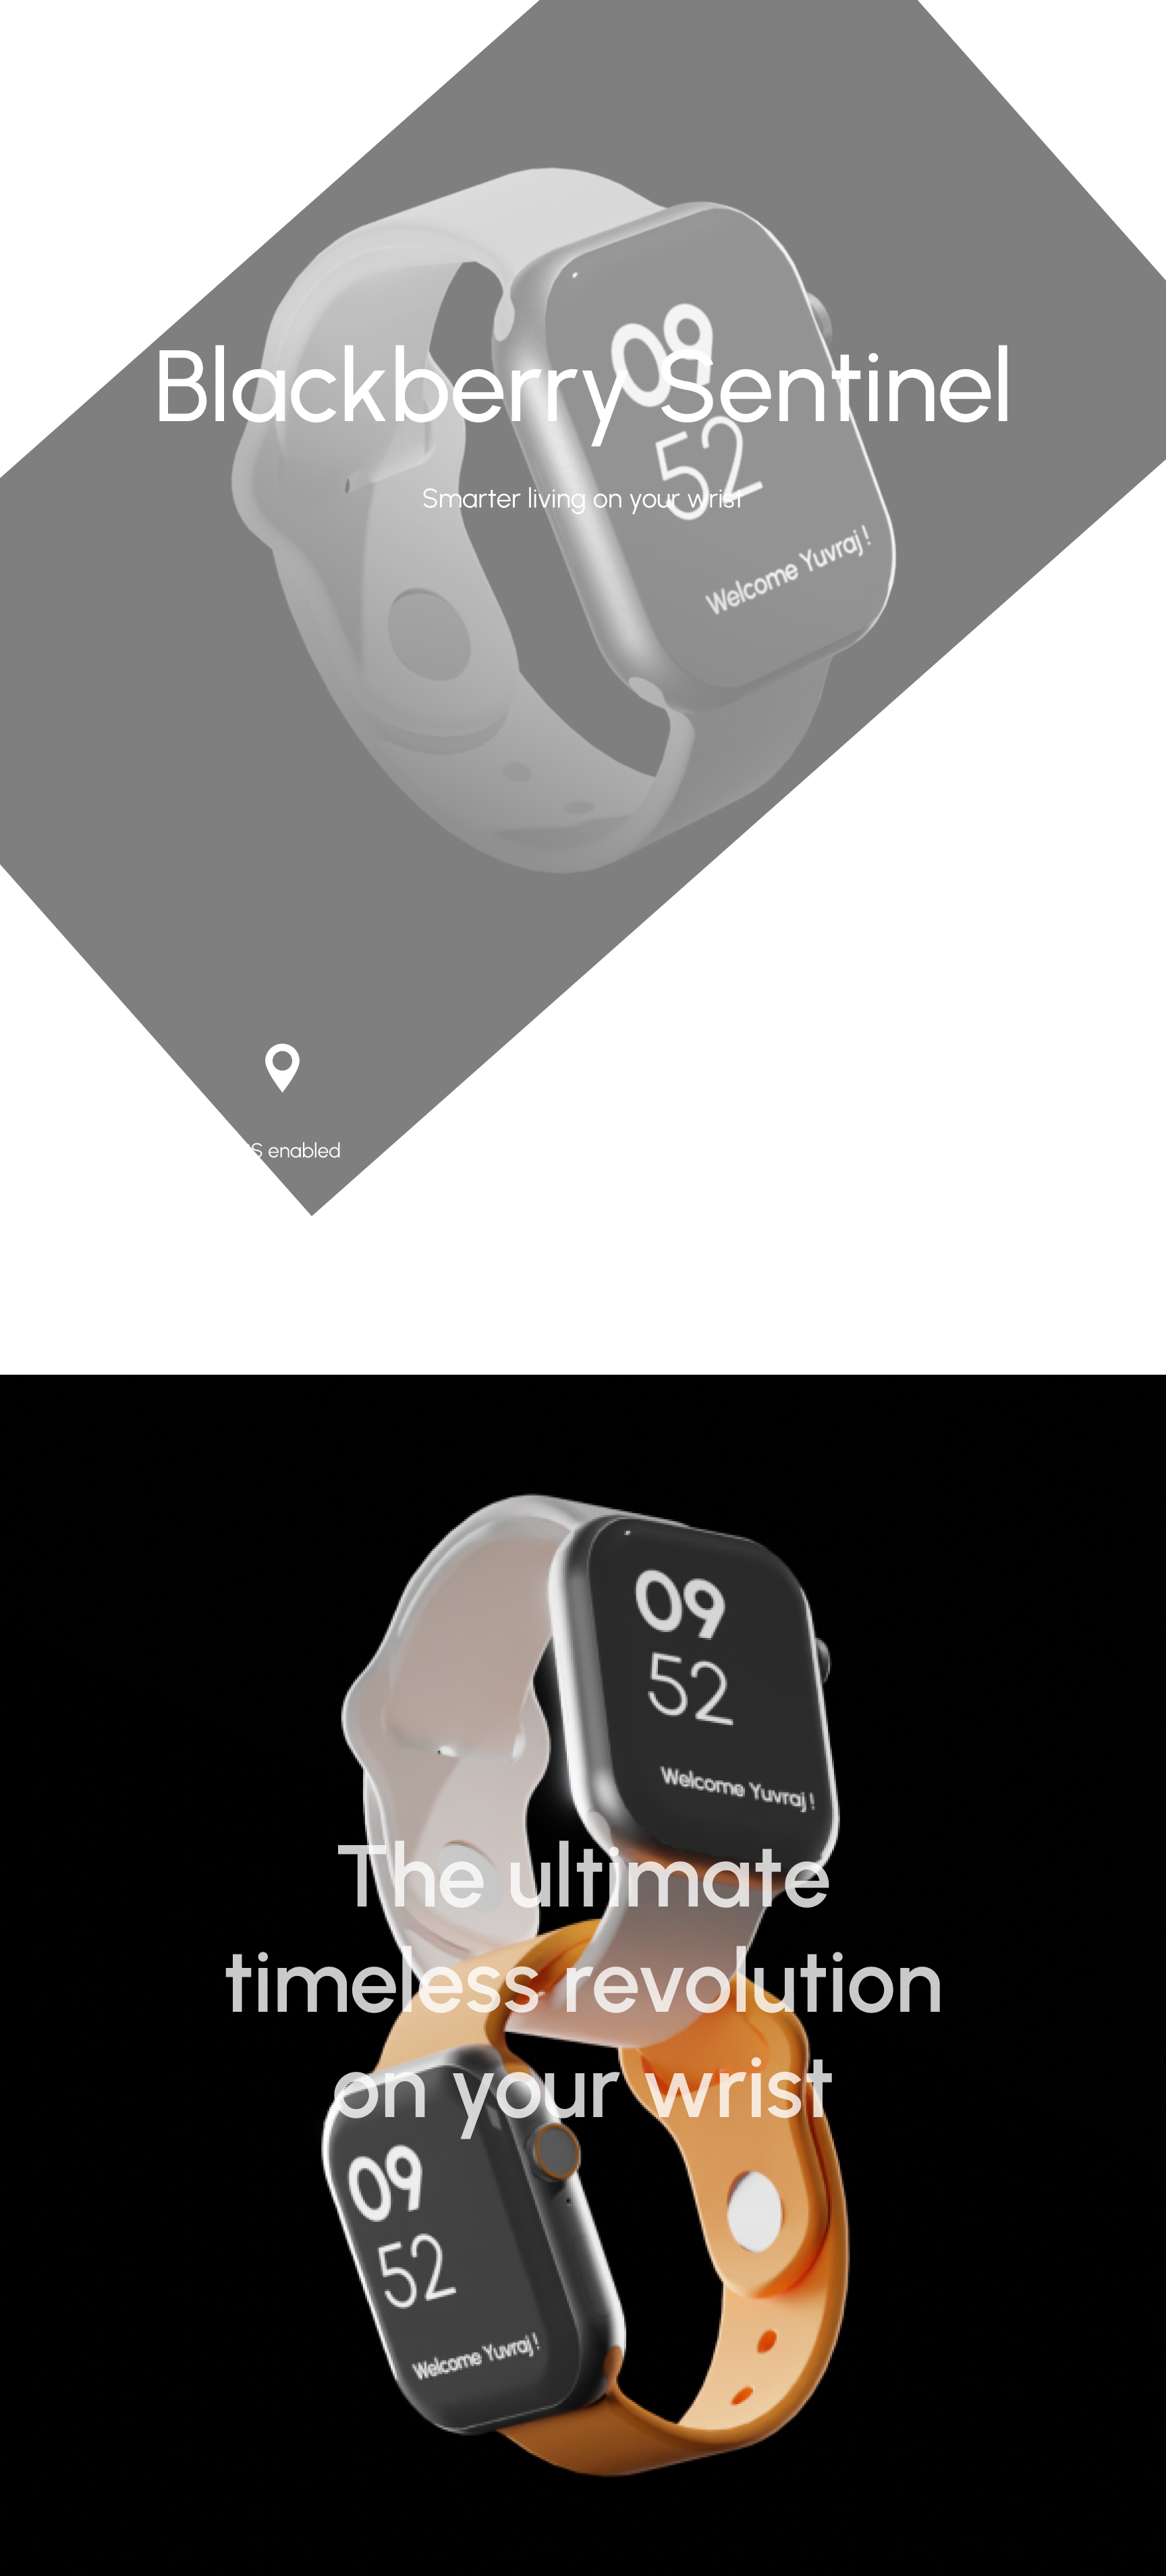 09
Blackberry Sentinel
52
Smarter living on your wrist
Welcome Yuvraj !
S enabled
09
52
Welcome Yuvraj !
The ultimate
timeless revolution
on your wrist
09
52
Welcome Yuvraj !